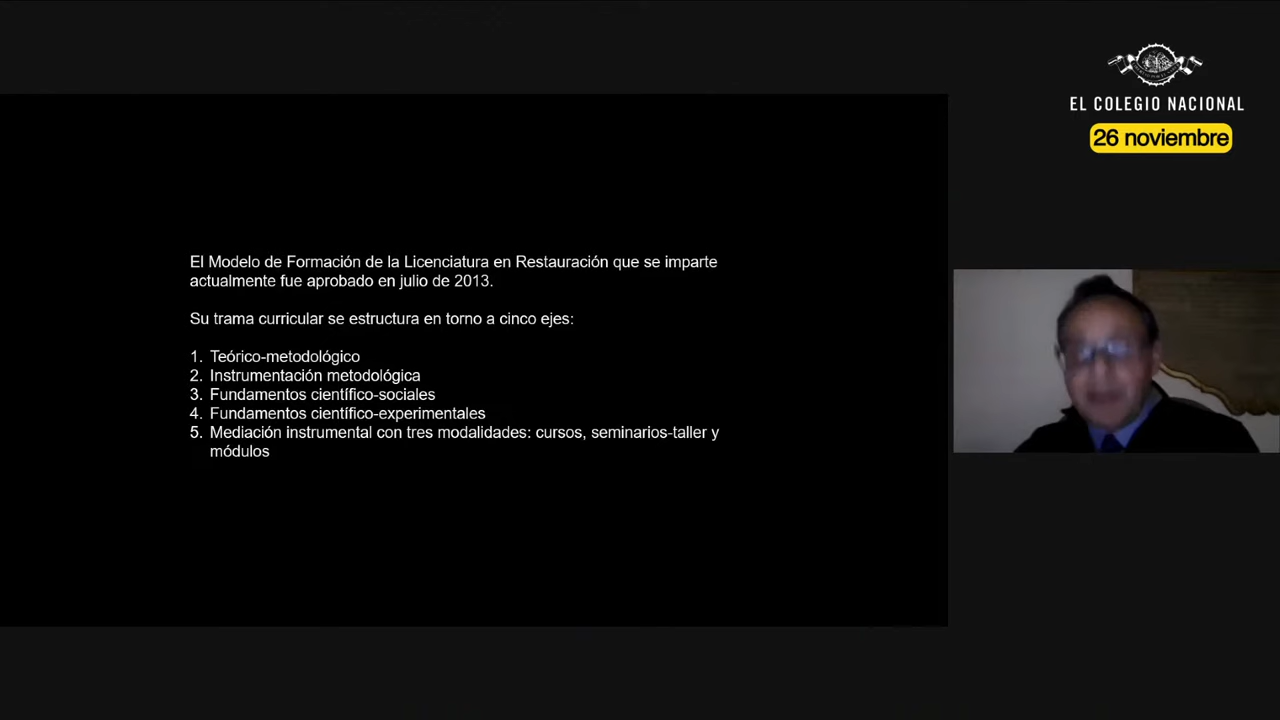 EL COLEGIO NACIONAL
26 noviembre
El Modelo de Formación de la Licenciatura en Restauración que se imparte
actualmente fue aprobado en julio de 2013.
Su trama curricular se estructura en torno a cinco ejes:
1. Teórico-metodológico
2. Instrumentación metodológica
3. Fundamentos científico-sociales
4. Fundamentos científico-experimentales
5. Mediación instrumental con tres modalidades: cursos, seminarios-taller y
módulos